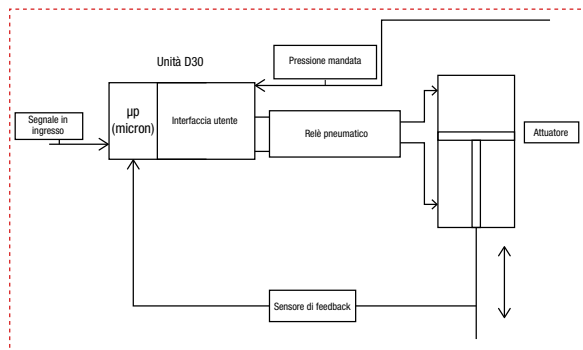 Unità D30
Pressione mandata
µp
(micron)
Interfaccia utente
Segnale in
ingresso
Relè pneumatico
Attuatore
Sensore di feedback